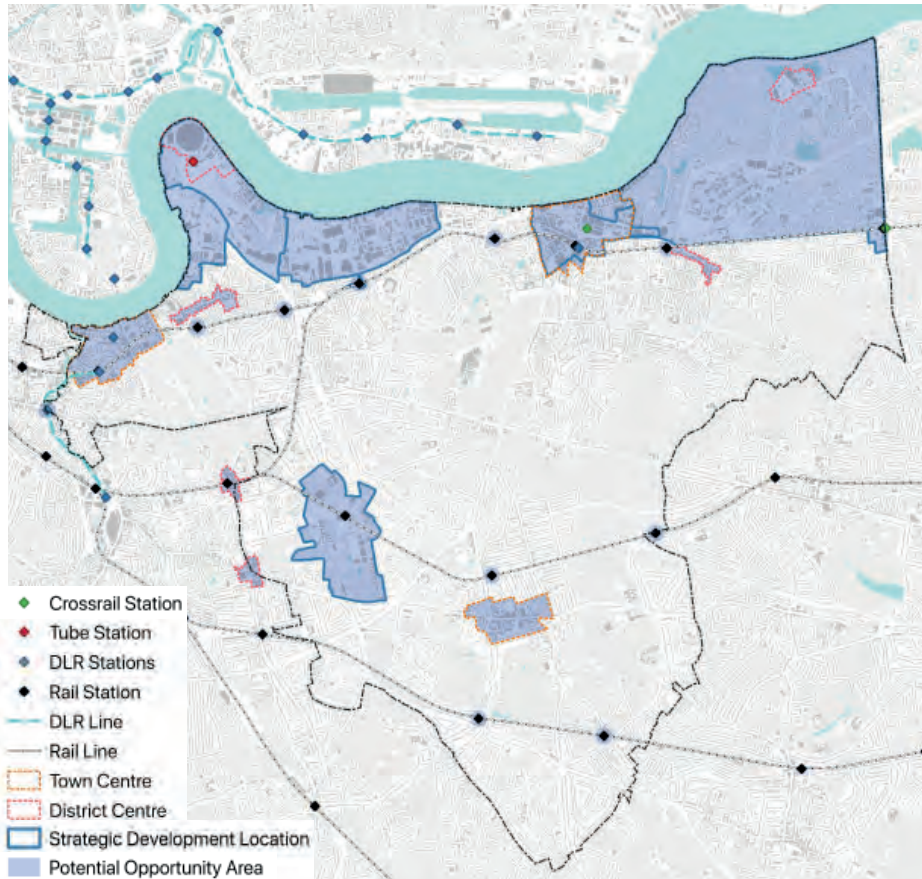 Crossrail Station
Tube Station
DLR Stations
Rail Station
DLR Line
Rail Line
Town Centre
District Centre
Strategic Development Location
Potential Opportunity Area